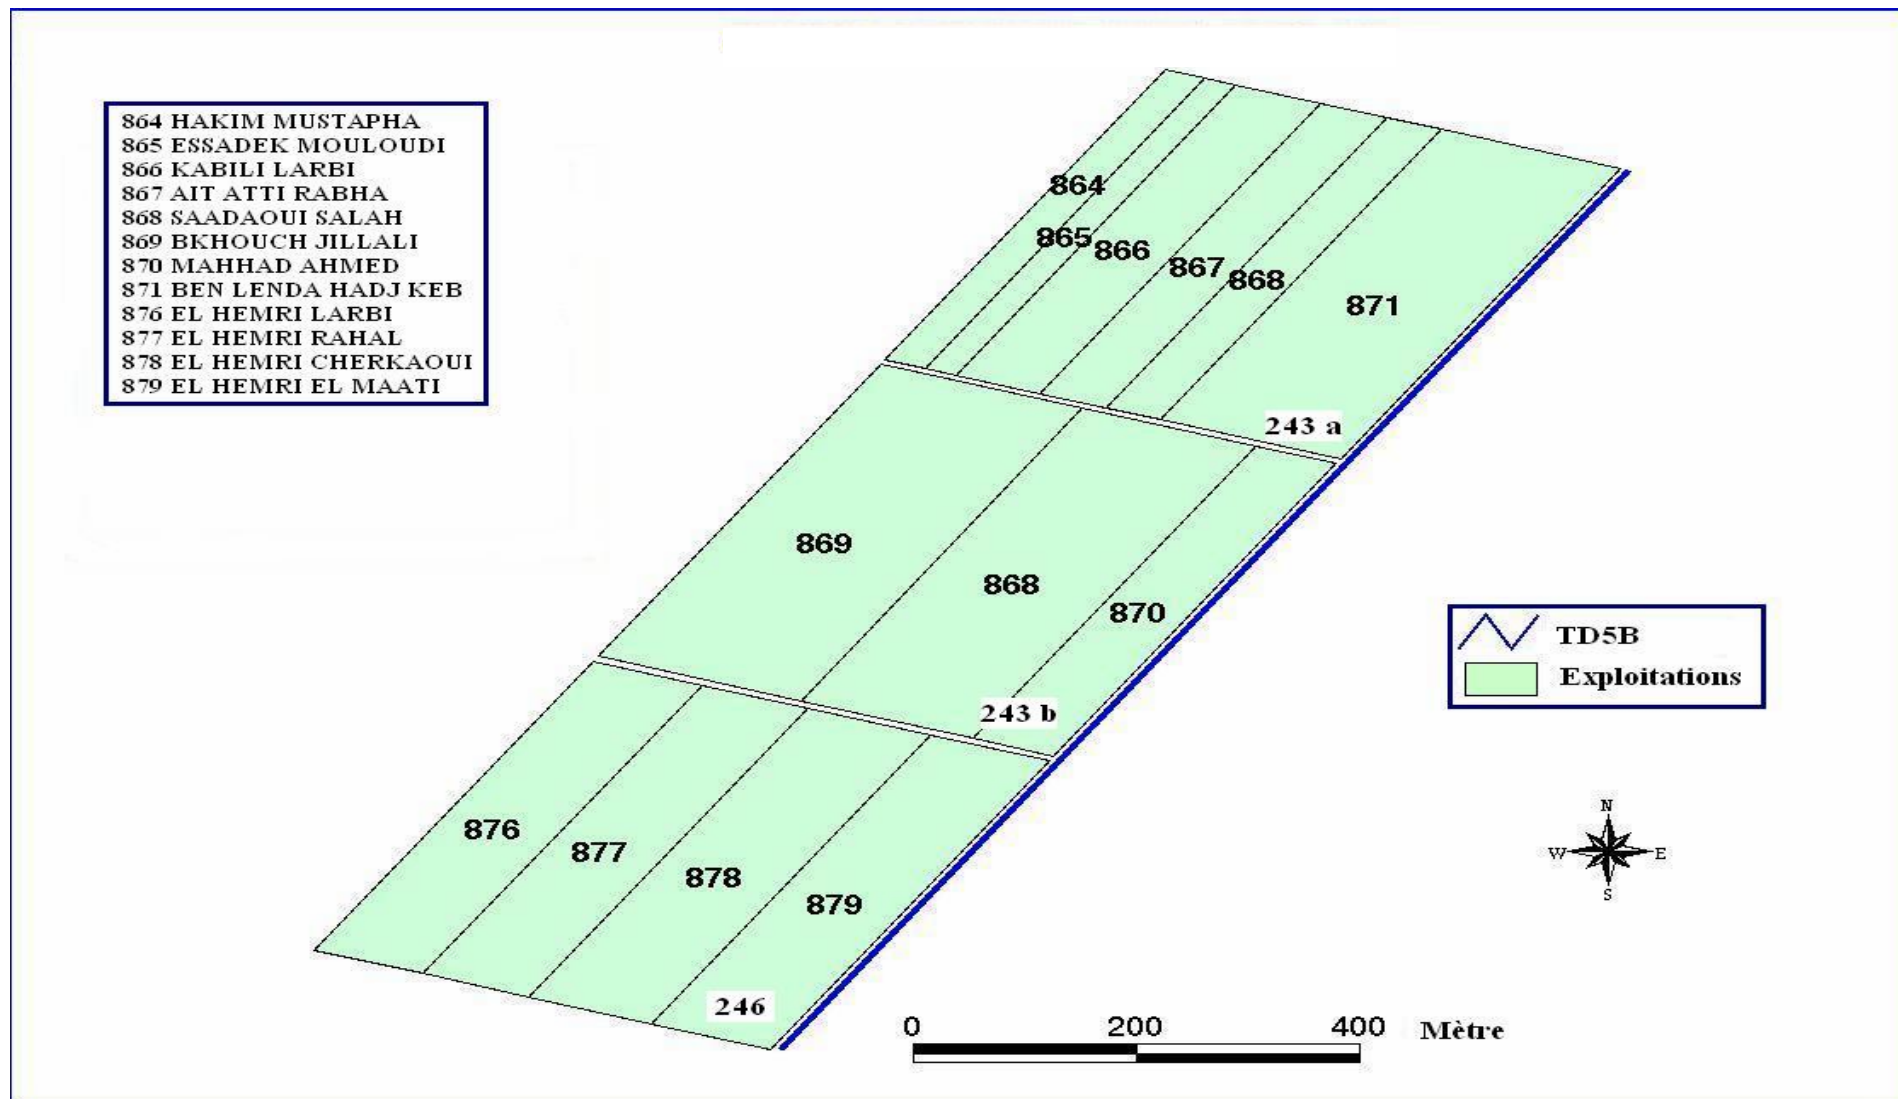 864 HAKIM MUSTAPHA
865 ESSADEK MOULOUDI
866 KABILI LARBI
867 AIT ATTI RABHA
868 SAADAOUI SALAH
869 BKHOUCH JILLALI
870 MAHHAD AHMED
871 BEN LENDA HADJ KEB
876 EL HEMRI LARBI
877 EL HEMRI RAHAL
878 EL HEMRI CHERKAOUI
879 EL HEMRI EL MAATI
864
865
866
867
868
871
243 a
869
868
870
243 b
876
877
878
879
246
TD5B
Exploitations
N
W
E
S
0 200 400 Mètre